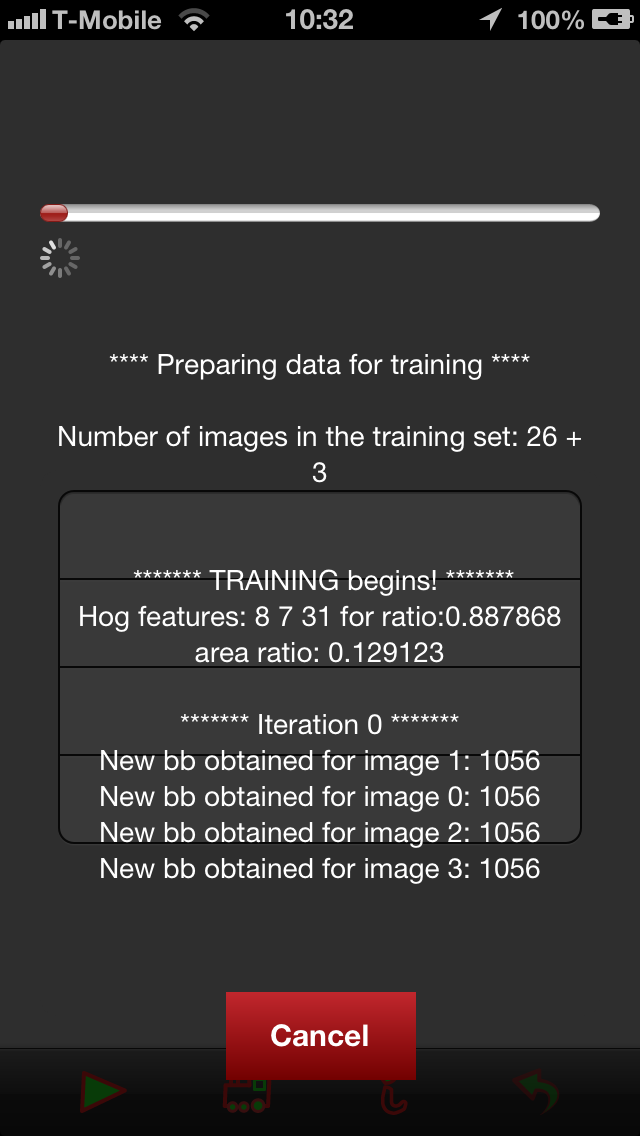 T-Mobile 10:32 100%
**** Preparing data for training ****
Number of images in the training set: 26 +
3
******* TRAINING begins! *******
Hog features: 8 7 31 for ratio:0.887868
area ratio: 0.129123
******* Iteration 0 *******
New bb obtained for image 1: 1056
New bb obtained for image 0: 1056
New bb obtained for image 2: 1056
New bb obtained for image 3: 1056
Cancel